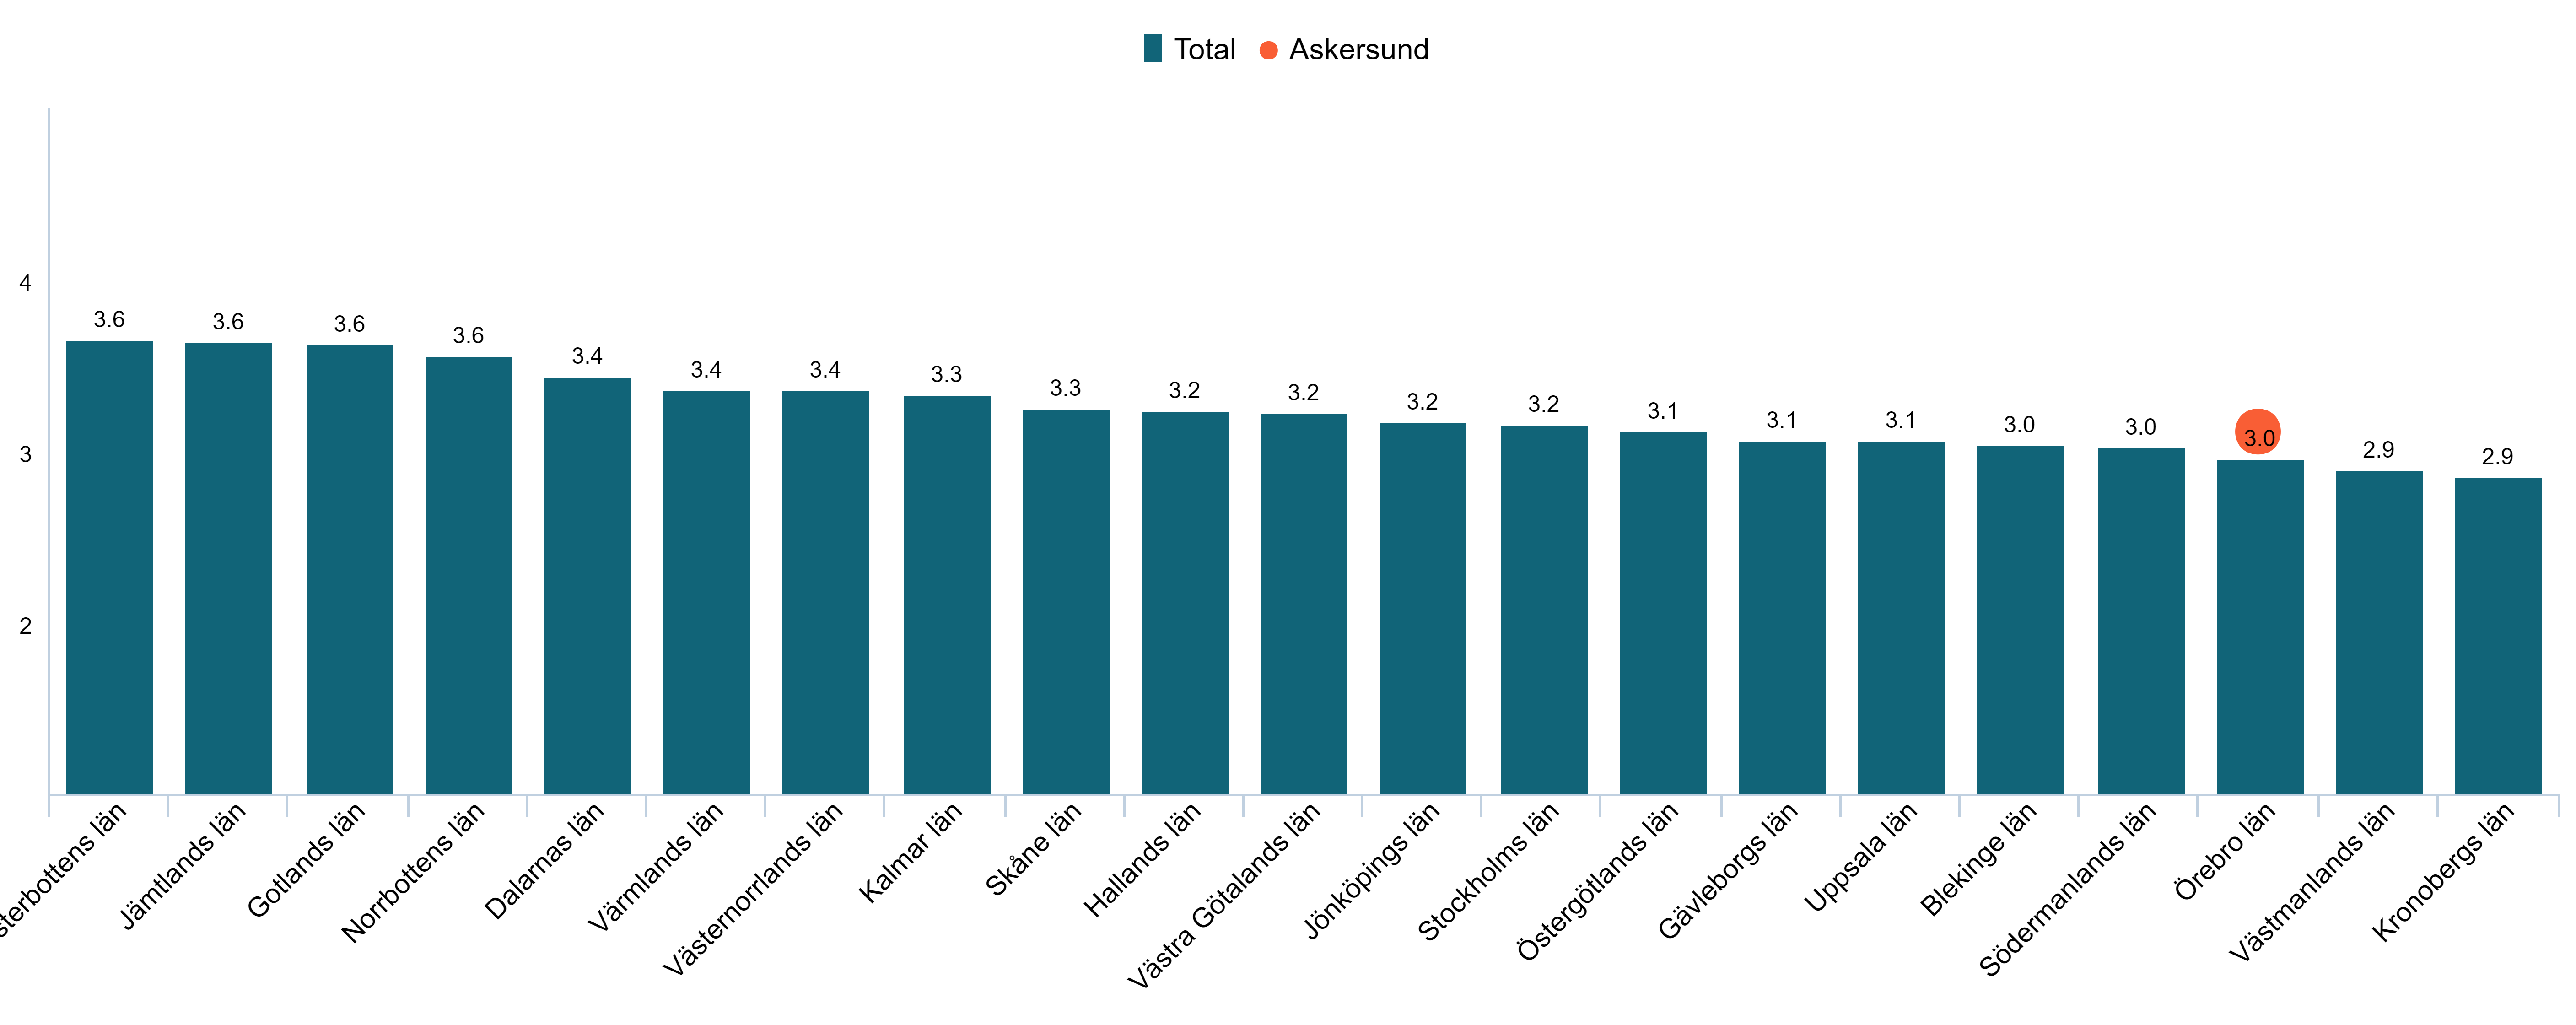 Total Askersund
4
3
2
3.6 3.6 3.6 3.6 3.4 3.4 3.4 3.3 3.3 3.2 3.2 3.2 3.2 3.1 3.1 3.1 3.0 3.0 3.0 2.9 2.9
sterbottens län
Jämtlands län
Gotlands län
Norrbottens län
Dalarnas län
Värmlands län
Västernorrlands län
Kalmar län
Skåne län
Hallands län
Västra Götalands län
Jönköpings län
Stockholms län
Östergötlands län
Gävleborgs län
Uppsala län
Blekinge län
Södermanlands län
Örebro län
Västmanlands län
Kronobergs län